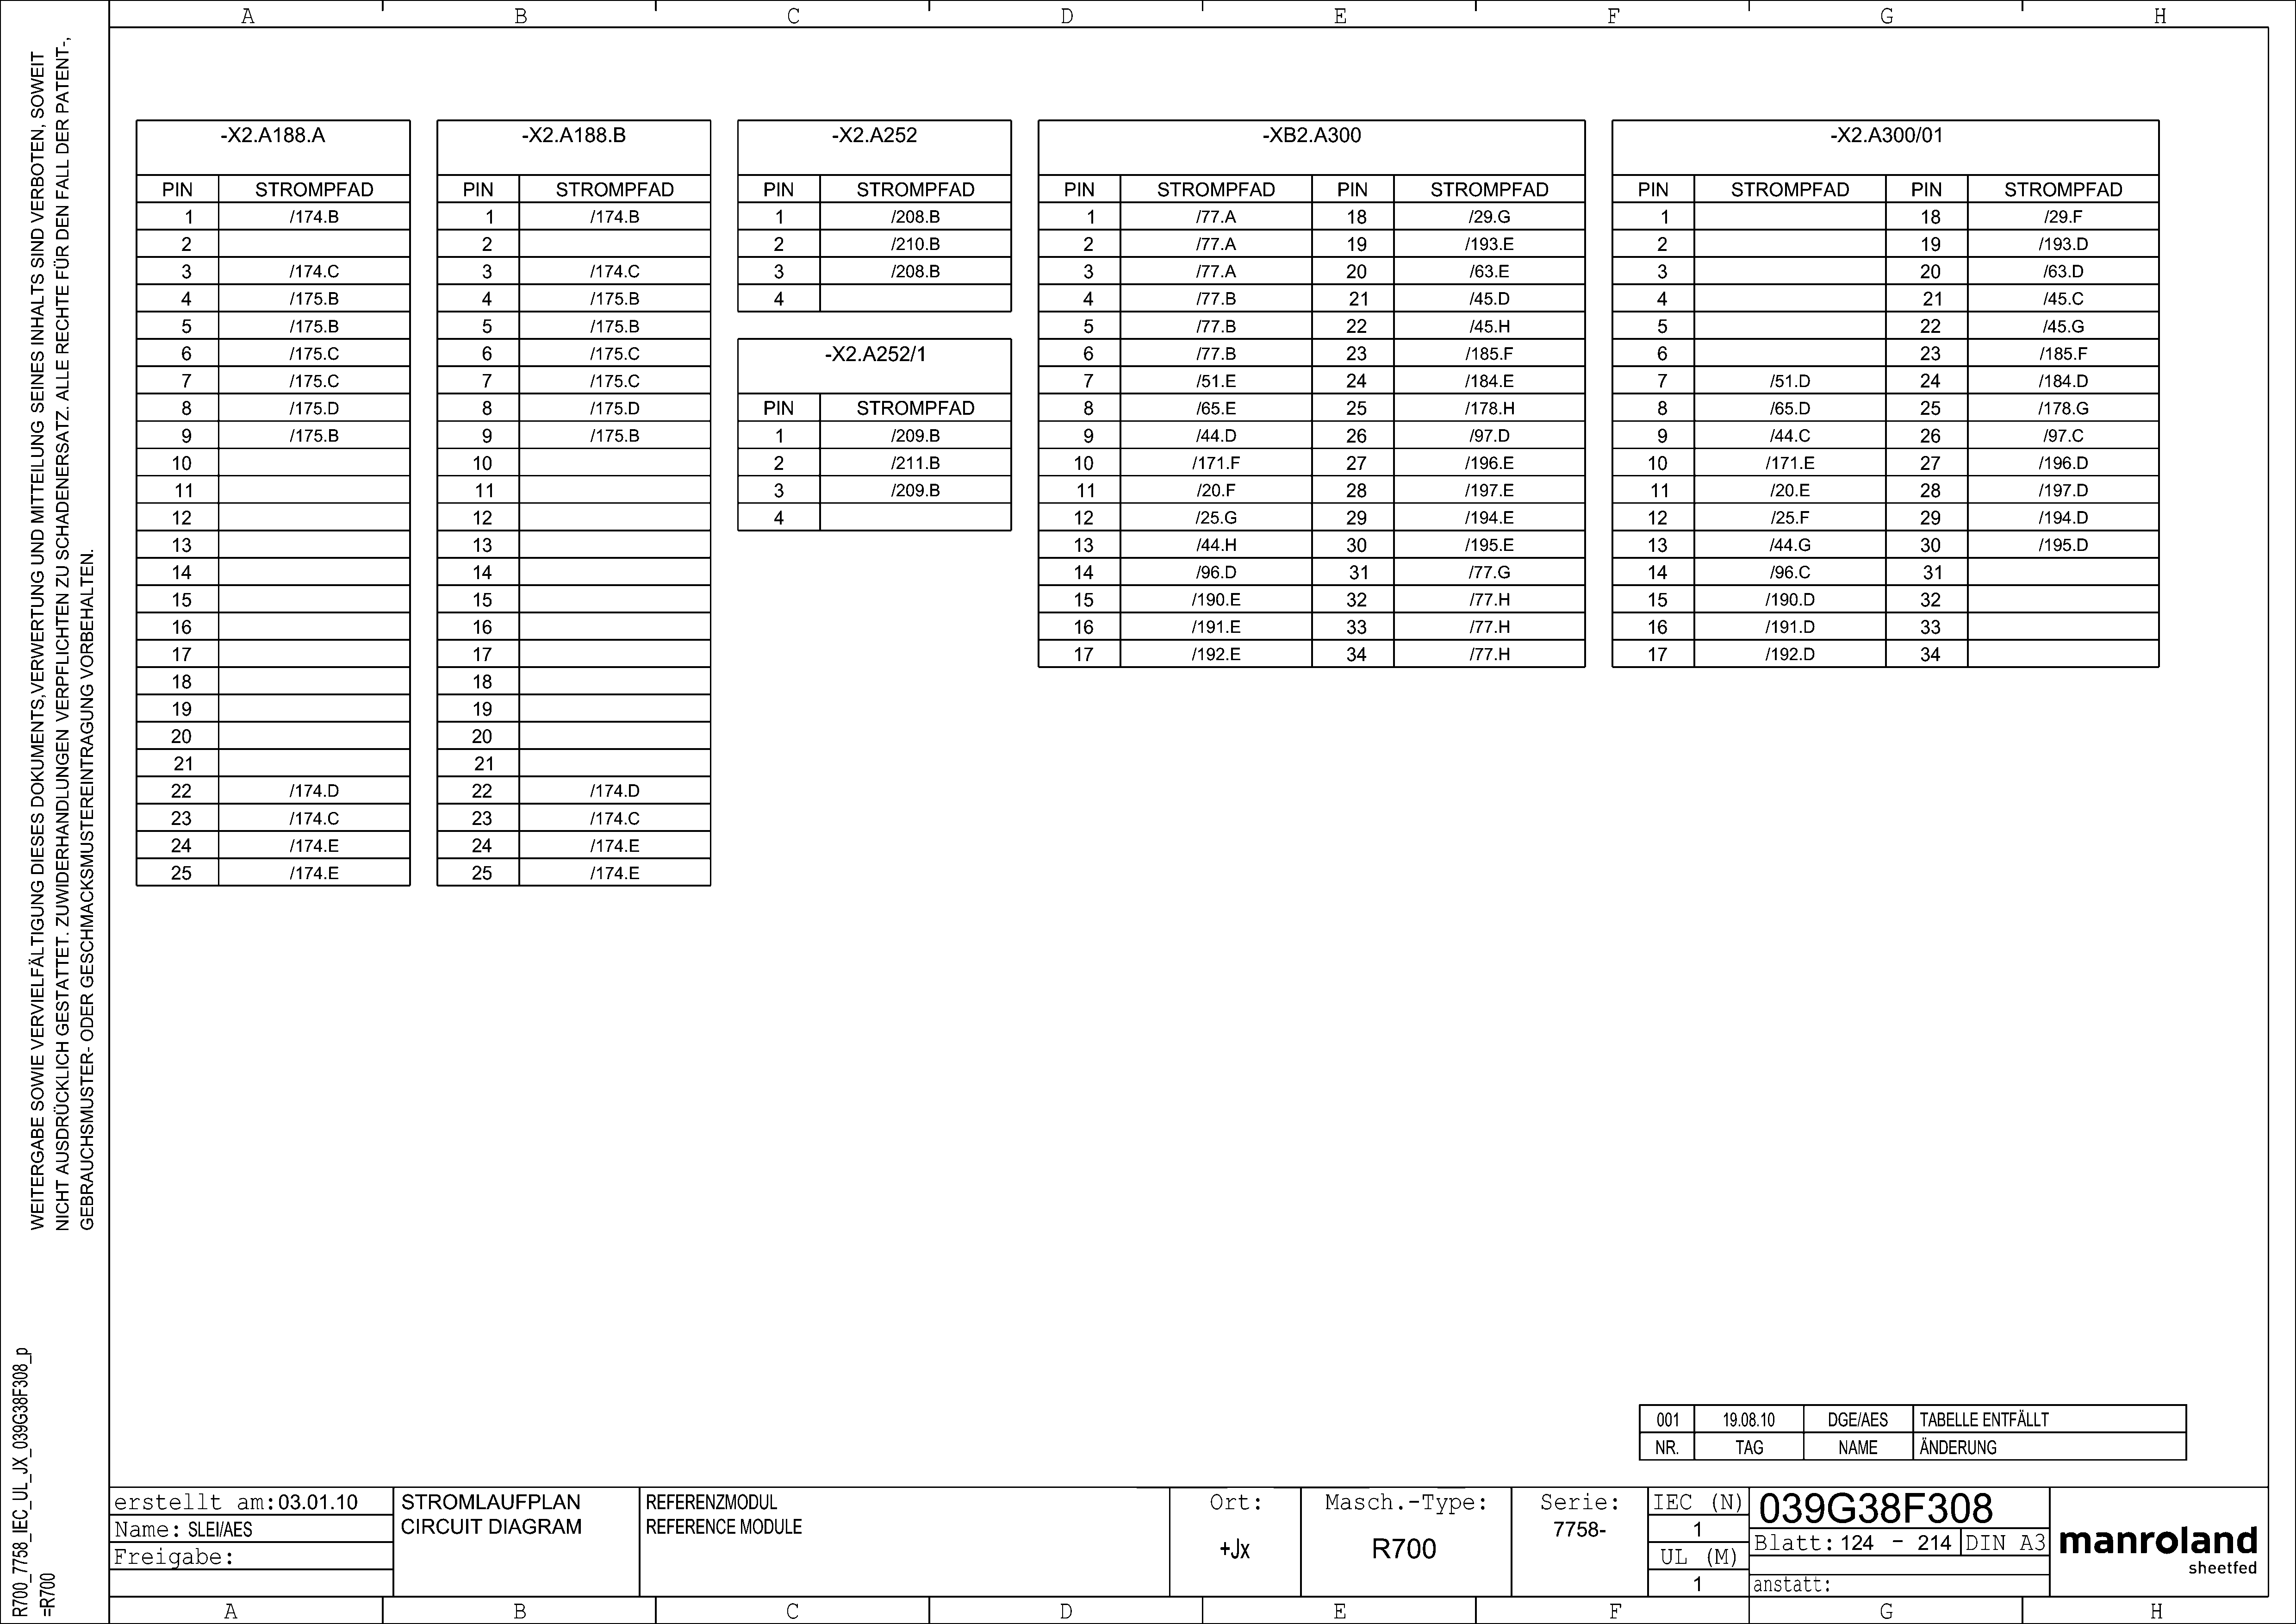 A B C D E F G H
WEITERGABE SOWIE VERVIELFÄLTIGUNG DIESES DOKUMENTS,VERWERTUNG UND MITTEILUNG SEINES INHALTS SIND VERBOTEN, SOWEIT
NICHT AUSDRÜCKLICH GESTATTET. ZUWIDERHANDLUNGEN VERPFLICHTEN ZU SCHADENERSATZ. ALLE RECHTE FÜR DEN FALL DER PATENT-,
GEBRAUCHSMUSTER- ODER GESCHMACKSMUSTEREINTRAGUNG VORBEHALTEN.
R700_7758_IEC_UL_JX_039G38F308_p
=R700
-X2.A188.A
PIN STROMPFAD
1 /174.B
2
3 /174.C
4 /175.B
5 /175.B
6 /175.C
7 /175.C
8 /175.D
9 /175.B
10
11
12
13
14
15
16
17
18
19
20
21
22 /174.D
23 /174.C
24 /174.E
25 /174.E
-X2.A188.B
PIN STROMPFAD
1 /174.B
2
3 /174.C
4 /175.B
5 /175.B
6 /175.C
7 /175.C
8 /175.D
9 /175.B
10
11
12
13
14
15
16
17
18
19
20
21
22 /174.D
23 /174.C
24 /174.E
25 /174.E
-X2.A252
PIN STROMPFAD
1 /208.B
2 /210.B
3 /208.B
4
-X2.A252/1
PIN STROMPFAD
1 /209.B
2 /211.B
3 /209.B
4
-XB2.A300
PIN STROMPFAD PIN STROMPFAD
1 /77.A 18 /29.G
2 /77.A 19 /193.E
3 /77.A 20 /63.E
4 /77.B 21 /45.D
5 /77.B 22 /45.H
6 /77.B 23 /185.F
7 /51.E 24 /184.E
8 /65.E 25 /178.H
9 /44.D 26 /97.D
10 /171.F 27 /196.E
11 /20.F 28 /197.E
12 /25.G 29 /194.E
13 /44.H 30 /195.E
14 /96.D 31 /77.G
15 /190.E 32 /77.H
16 /191.E 33 /77.H
17 /192.E 34 /77.H
-X2.A300/01
PIN STROMPFAD PIN STROMPFAD
1 18 /29.F
2 19 /193.D
3 20 /63.D
4 21 /45.C
5 22 /45.G
6 23 /185.F
7 /51.D 24 /184.D
8 /65.D 25 /178.G
9 /44.C 26 /97.C
10 /171.E 27 /196.D
11 /20.E 28 /197.D
12 /25.F 29 /194.D
13 /44.G 30 /195.D
14 /96.C 31
15 /190.D 32
16 /191.D 33
17 /192.D 34
001 19.08.10 DGE/AES TABELLE ENTFÄLLT
NR. TAG NAME ÄNDERUNG
erstellt am: 03.01.10
Name: SLEI/AES
Freigabe:
STROMLAUFPLAN
CIRCUIT DIAGRAM
REFERENZMODUL
REFERENCE MODULE
Ort:
+Jx
Masch.-Type:
R700
Serie:
7758-
IEC (N)
1
UL (M)
1
039G38F308
Blatt: 124 - 214 DIN A3
anstatt:
manroland
sheetfed
A B C D E F G H